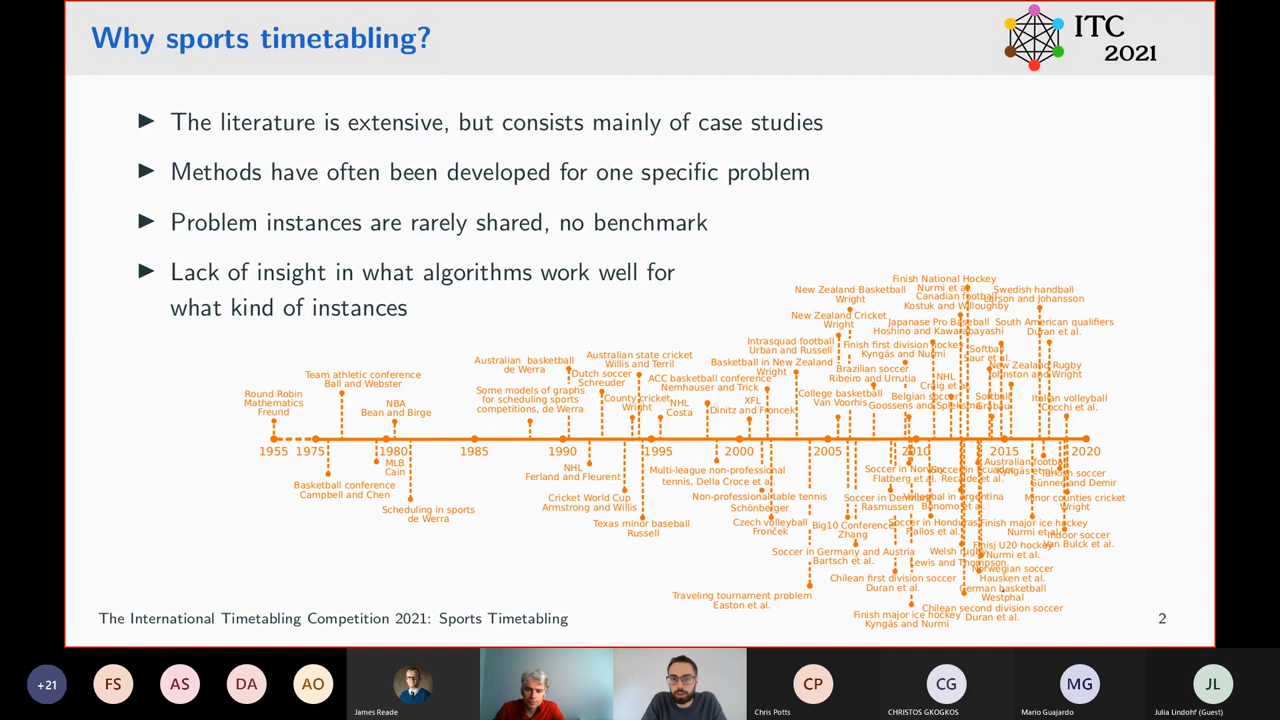 Why sports timetabling?
ITC
2021
The literature is extensive, but consists mainly of case studies
Methods have often been developed for one specific problem
Problem instances are rarely shared, no benchmark
Lack of insight in what algorithms work well for
what kind of instances
Round Robin
Mathematics
Freund
Team athletic conference
Ball and Webster
NBA
Bean and Birge
Australian basketball
de Werra
Some models of graphs
for scheduling sports
competitions, de Werra
Australian state cricket
Willis and Terril
Dutch soccer
Schreuder
County cricket
Wright
ACC basketball conference
Nemhauser and Trick
NHL
Costa
XFL
Dinitz and Froncek
Basketball in New Zealand
Wright
Intrasquad football
Urban and Russell
New Zealand Basketball
Wright
New Zealand Cricket
Wright
College basketball
Van Voorhis
Brazilian soccer
Ribeiro and Urrutia
Finish first division hockey
Kyngäs and Nurmi
Belgian soccer
Goossens and Spieksma
Finish National Hockey
Nurmi et al.
Canadian football
Kostuk and Willoughby
Japanase Pro Baseball
Hoshino and Kawarabayashi
NHL
Craig et al.
Softball
Saur et al.
Softball
Grabau
Swedish handball
Larson and Johansson
South American qualifiers
Duran et al.
New Zealand Rugby
Johnston and Wright
Italian volleyball
Cocchi et al.
1955 1975 1980 1985 1990 1995 2000 2005 2010 2015 2020
Basketball conference
Campbell and Chen
MLB
Cain
Scheduling in sports
de Werra
NHL
Ferland and Fleurent
Cricket World Cup
Armstrong and Willis
Texas minor baseball
Russell
Multi-league non-professional
tennis, Della Croce et al.
Non-professional table tennis
Schönberger
Czech volleyball
Fronček
Traveling tournament problem
Easton et al.
Big10 Conference
Zhang
Soccer in Germany and Austria
Bartsch et al.
Soccer in Denmark
Rasmussen
Chilean first division soccer
Duran et al.
Soccer in Norway
Flatberg et al.
Finish major ice hockey
Kyngäs and Nurmi
Soccer in Honduras
Fiallos et al.
Soccer in Ecuador
Recalde et al.
Volleybal in Argentina
Bonomo et al.
Welsh rugby
Lewis and Thompson
Chilean second division soccer
Duran et al.
German basketball
Westphal
Norwegian soccer
Hausken et al.
Finisj U20 hockey
Nurmi et al.
Finish major ice hockey
Nurmi et al.
Australian football
Kyngäs et al.
soccer
and Demir
Minor counties cricket
Wright
Indoor soccer
Van Bulck et al.
The International Timetabling Competition 2021: Sports Timetabling
2
+21
FS
AS
DA
AO
James Reade
CP
Chris Potts
CG
CHRISTOS GKOGKOS
MG
Mario Guajardo
JL
Julia Lindohf (Guest)